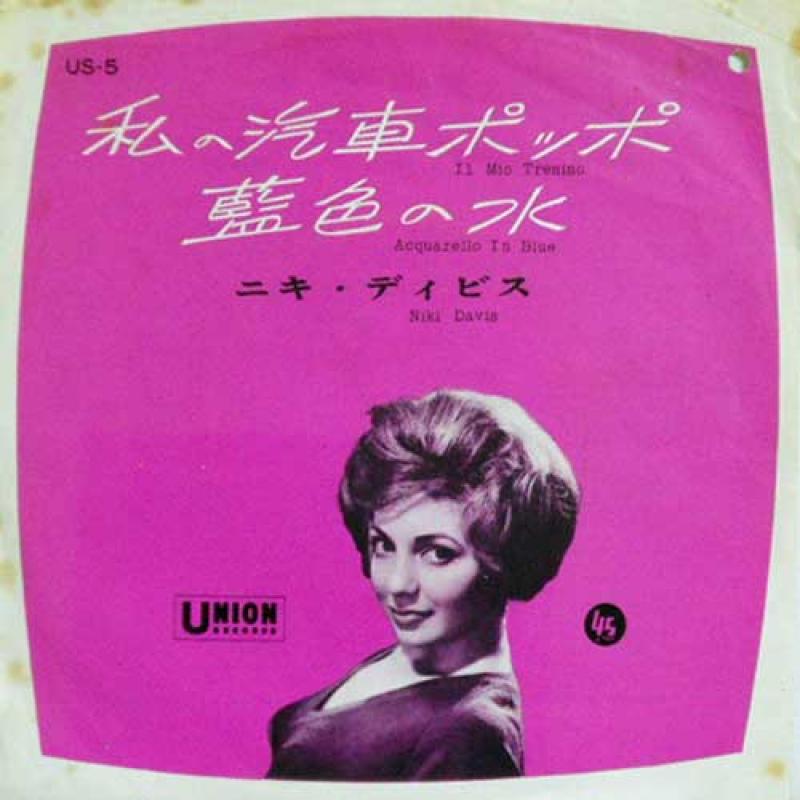 US-5
私の汽車ポッポ
Il Mio Trenino
藍色の水
Acquarello In Blue
ニキ・ディビス
Niki Davis
UNION
RECORDS
45